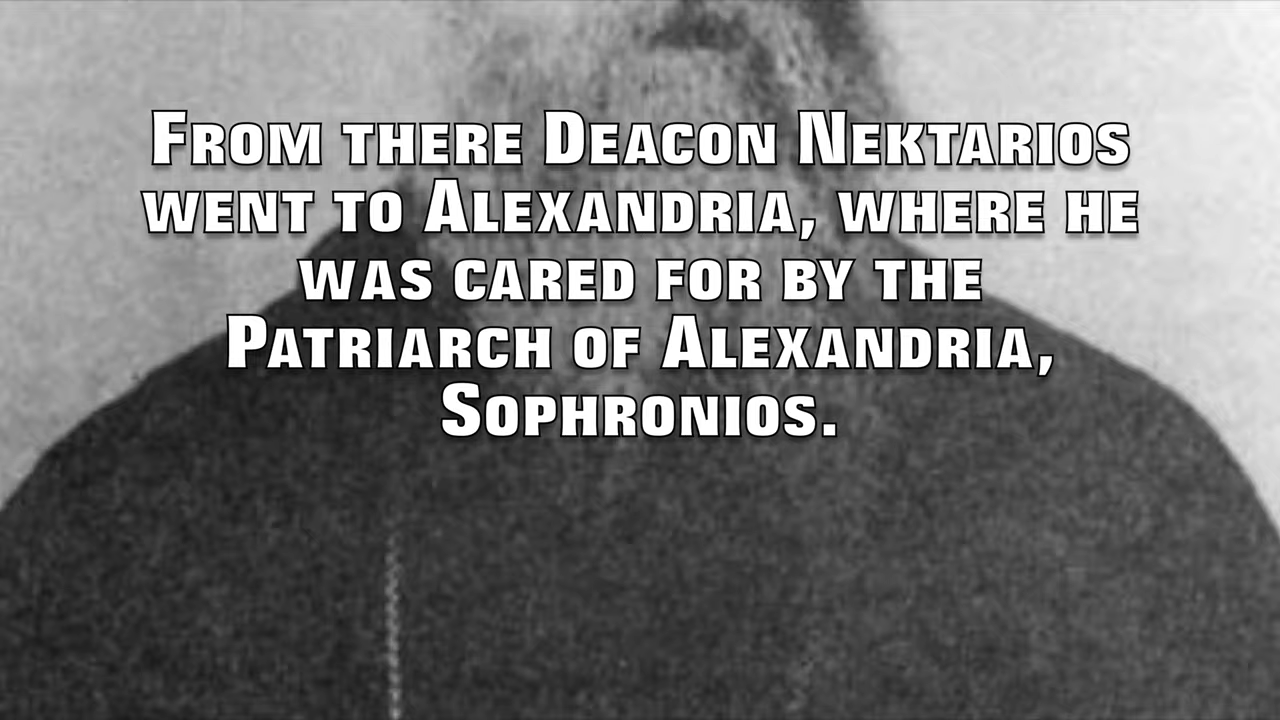 From there Deacon Nektarios
went to Alexandria, where he
was cared for by the
Patriarch of Alexandria,
Sophronios.